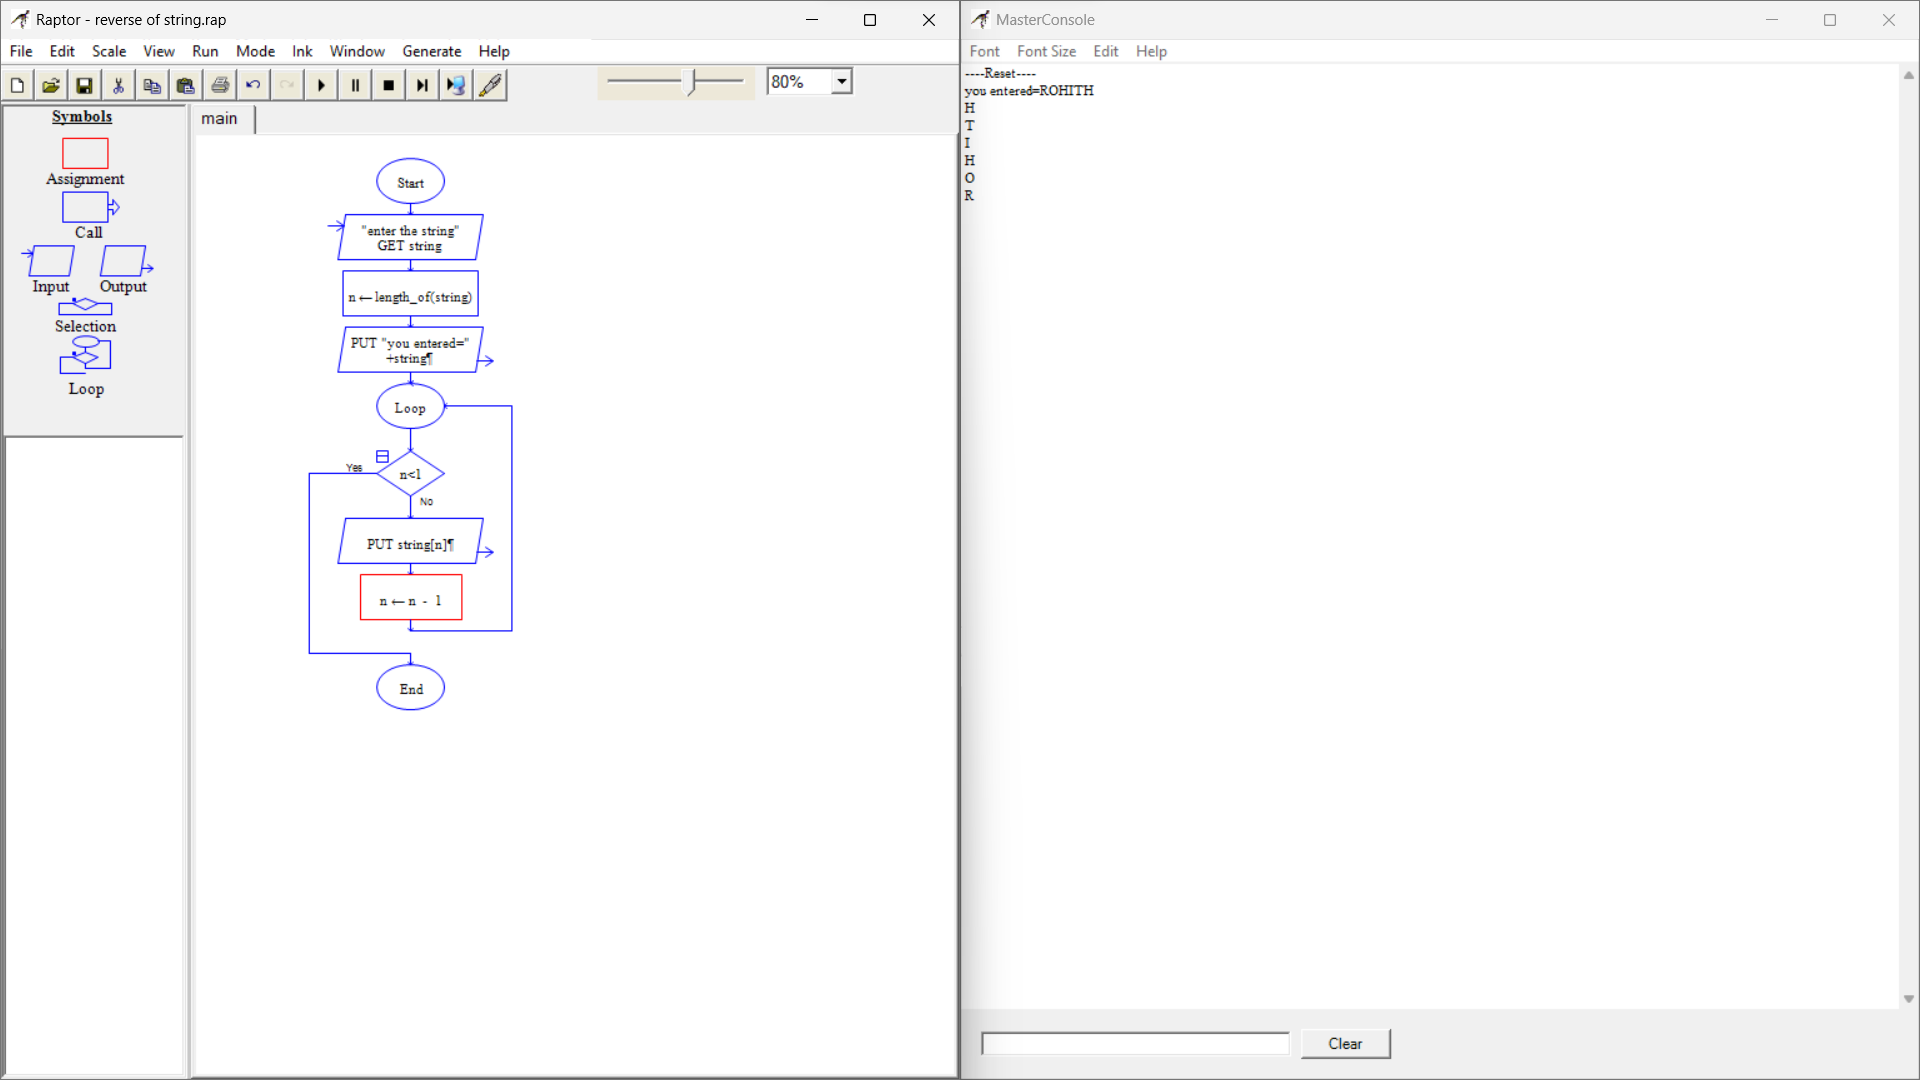 Raptor - reverse of string.rap
File Edit Scale View Run Mode Ink Window Generate Help
80%
Symbols
Assignment
Call
Input Output
Selection
Loop
main
Start
"enter the string"
GET string
n←length_of(string)
PUT "you entered="
+string¶
Loop
Yes
n<1
No
PUT string[n]¶
n←n - 1
End
MasterConsole
Font Font Size Edit Help
----Reset----
you entered=ROHITH
H
T
I
H
O
R
Clear